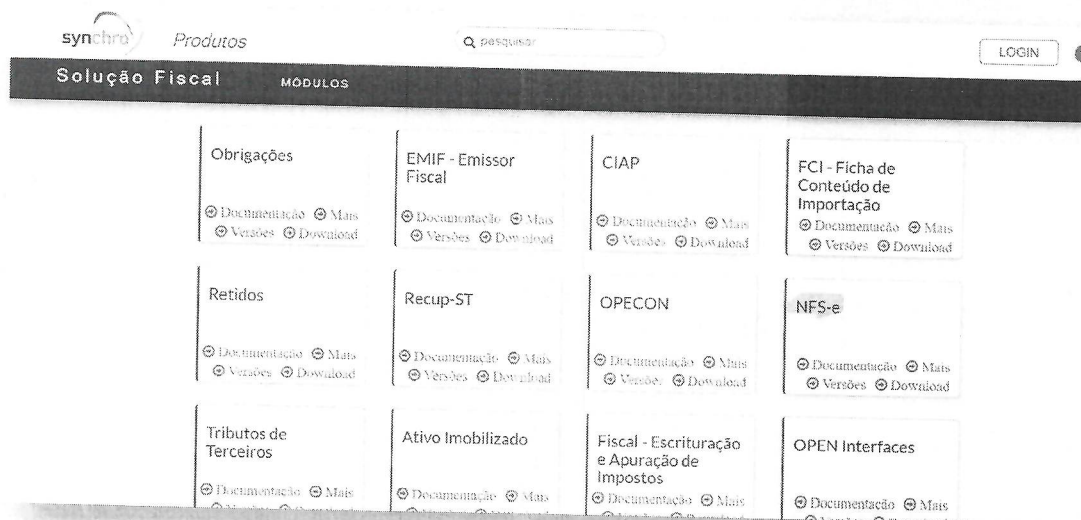 synchro
Produtos
pesquisar
LOGIN
Solução Fiscal
MÓDULOS
Obrigações
Documentação Mais
Versões Download
EMIF - Emissor
Fiscal
Documentação Mais
Versões Download
CIAP
Documentação Mais
Versões Download
FCI - Ficha de
Conteúdo de
Importação
Documentação Mais
Versões Download
Retidos
Documentação Mais
Versões Download
Recup-ST
Documentação Mais
Versões Download
OPECON
Documentação Mais
Versões Download
NFS-e
Documentação Mais
Versões Download
Tributos de
Terceiros
Documentação Mais
Ativo Imobilizado
Documentação Mais
Fiscal - Escrituração
e Apuração de
Impostos
Documentação Mais
OPEN Interfaces
Documentação Mais